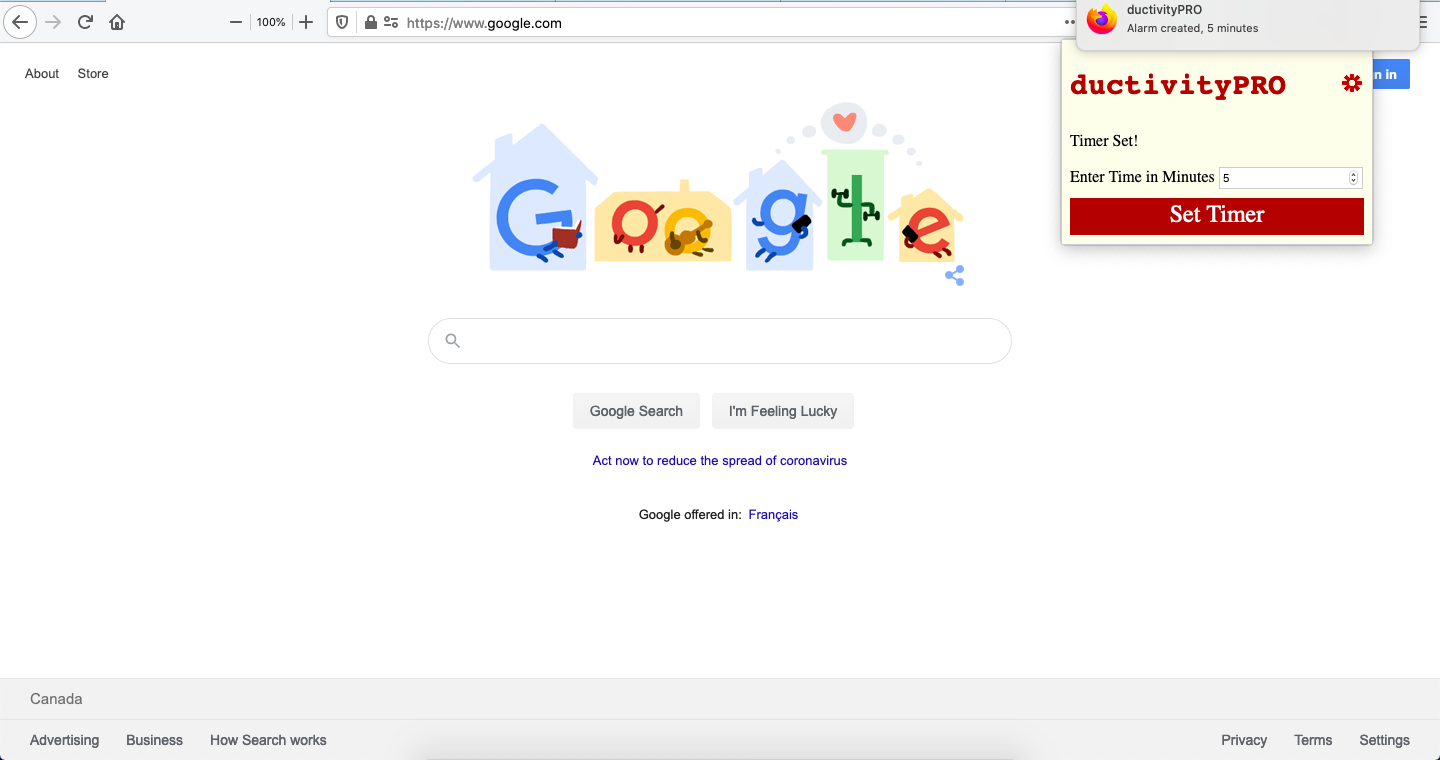 100%
https://www.google.com
ductivityPRO
Alarm created, 5 minutes
About Store
n in
ductivityPRO
Timer Set!
Enter Time in Minutes 5
Set Timer
Google
Google Search I'm Feeling Lucky
Act now to reduce the spread of coronavirus
Google offered in: Français
Canada
Advertising Business How Search works Privacy Terms Settings